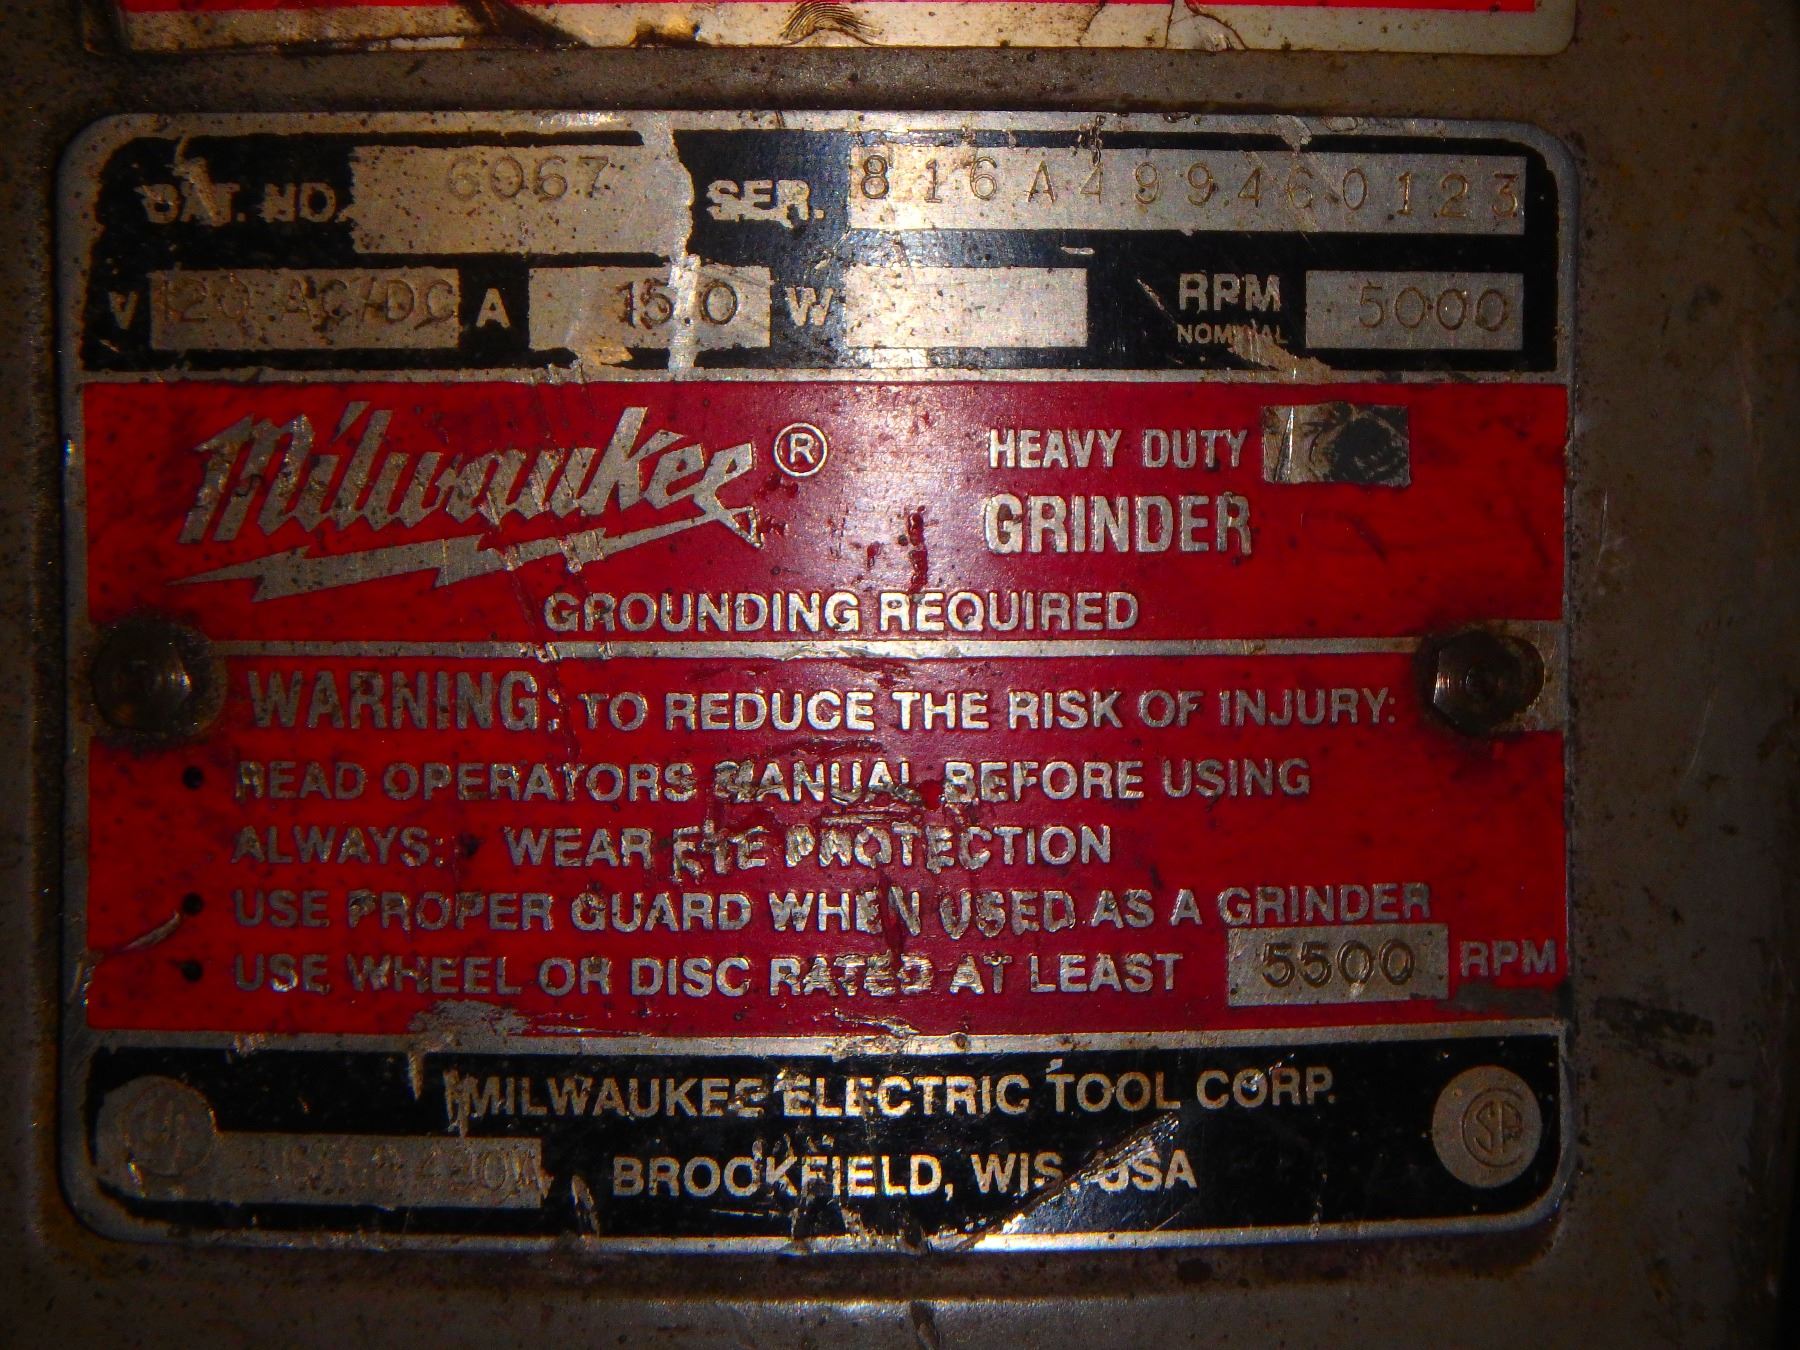 CAT. NO. 6067 SER. 816A499460123
V 120 AC/DC A 15.0 W RPM NOMINAL 5000
Milwaukee ® HEAVY DUTY
GRINDER
GROUNDING REQUIRED
WARNING: TO REDUCE THE RISK OF INJURY:
• READ OPERATORS MANUAL BEFORE USING
ALWAYS: WEAR EYE PROTECTION
• USE PROPER GUARD WHEN USED AS A GRINDER
• USE WHEEL OR DISC RATED AT LEAST 5500 RPM
MILWAUKEE ELECTRIC TOOL CORP.
BROOKFIELD, WIS. USA